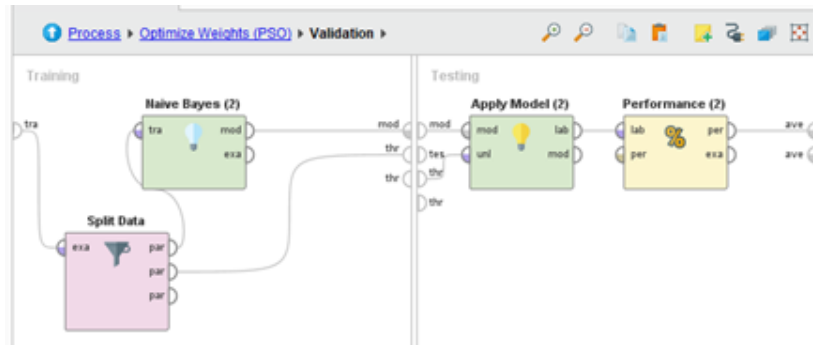 Process ▸ Optimize Weights (PSO) ▸ Validation ▸
Training
Testing
Naive Bayes (2)
Apply Model (2)
Performance (2)
tra
tra
mod
exa
mod
thr
thr
mod
tes
thr
thr
mod
unl
lab
mod
lab
per
per
exa
ave
ave
Split Data
exa
par
par
par